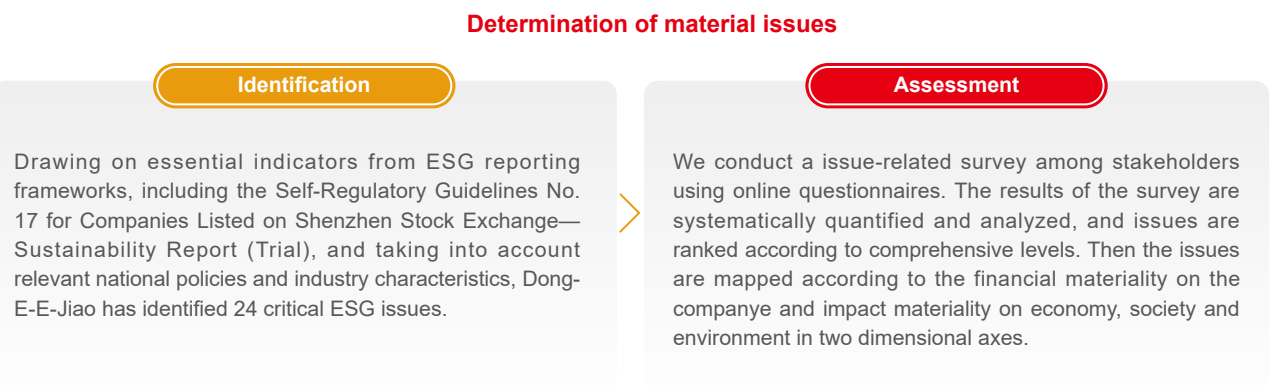 Determination of material issues
Identification
Drawing on essential indicators from ESG reporting
frameworks, including the Self-Regulatory Guidelines No.
17 for Companies Listed on Shenzhen Stock Exchange—
Sustainability Report (Trial), and taking into account
relevant national policies and industry characteristics, Dong-
E-E-Jiao has identified 24 critical ESG issues.
Assessment
We conduct a issue-related survey among stakeholders
using online questionnaires. The results of the survey are
systematically quantified and analyzed, and issues are
ranked according to comprehensive levels. Then the issues
are mapped according to the financial materiality on the
companye and impact materiality on economy, society and
environment in two dimensional axes.